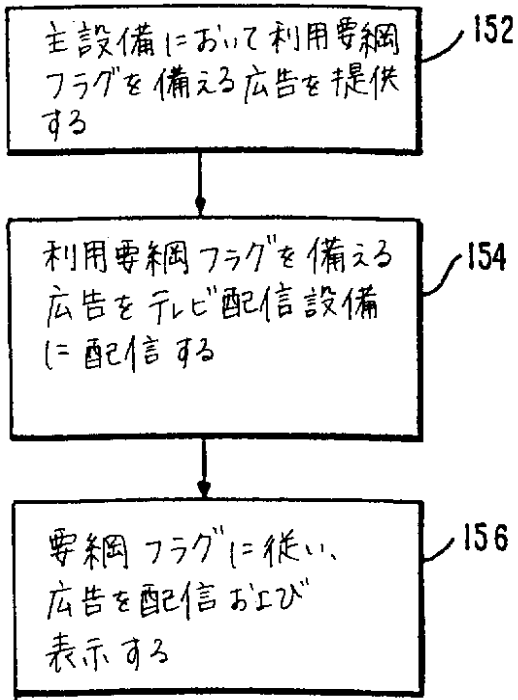 主設備において利用要綱
フラグを備える広告を提供
する
152
利用要綱フラグを備える
広告をテレビ配信設備
に配信する
154
要綱フラグに従い、
広告を配信および
表示する
156